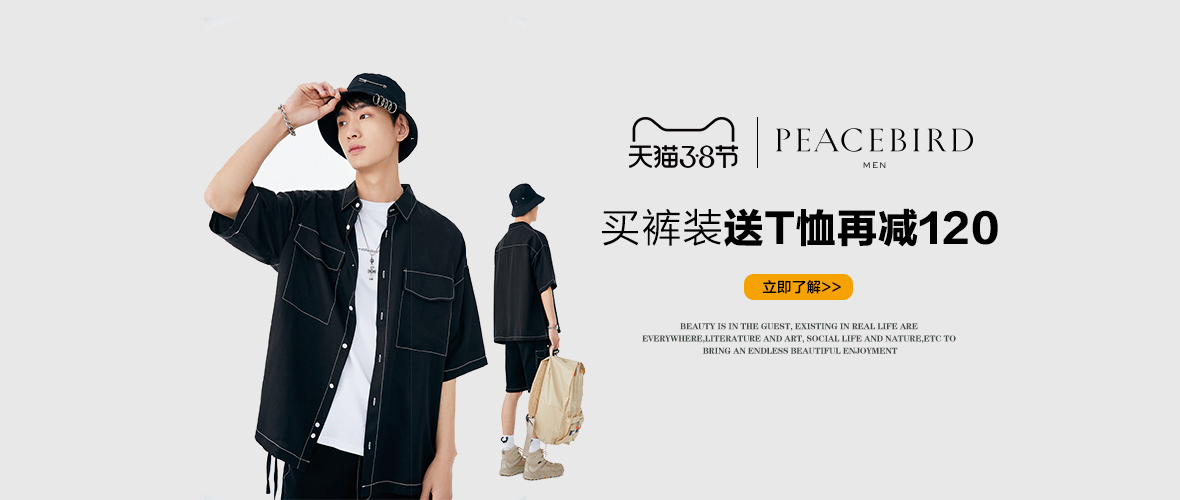 天猫3·8节
PEACEBIRD
MEN
买裤装送T恤再减120
立即了解>>
BEAUTY IS IN THE GUEST, EXISTING IN REAL LIFE ARE
EVERYWHERE,LITERATURE AND ART, SOCIAL LIFE AND NATURE,ETC TO
BRING AN ENDLESS BEAUTIFUL ENJOYMENT